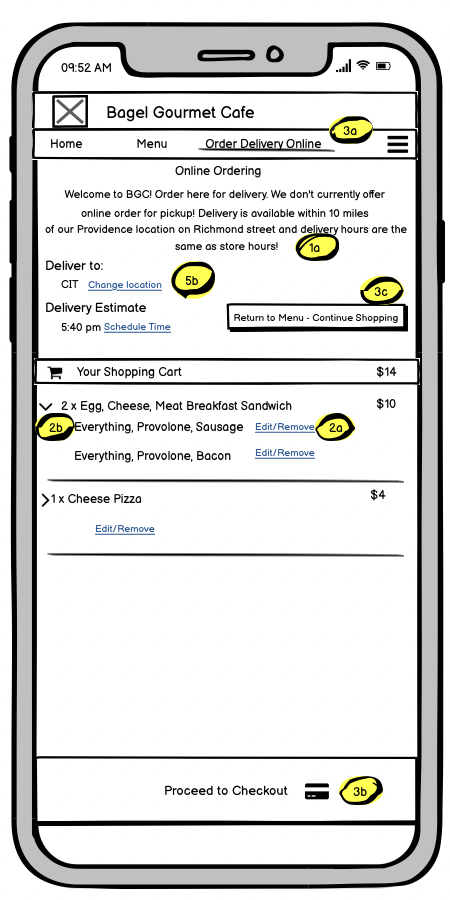 09:52 AM
Bagel Gourmet Cafe
3a
Home Menu Order Delivery Online
Online Ordering
Welcome to BGC! Order here for delivery. We don't currently offer
online order for pickup! Delivery is available within 10 miles
of our Providence location on Richmond street and delivery hours are the
same as store hours!
1a
Deliver to:
CIT Change location
5b
3c
Delivery Estimate
5:40 pm Schedule Time
Return to Menu - Continue Shopping
Your Shopping Cart $14
2 x Egg, Cheese, Meat Breakfast Sandwich $10
2b Everything, Provolone, Sausage Edit/Remove 2a
Everything, Provolone, Bacon Edit/Remove
1 x Cheese Pizza $4
Edit/Remove
Proceed to Checkout 3b